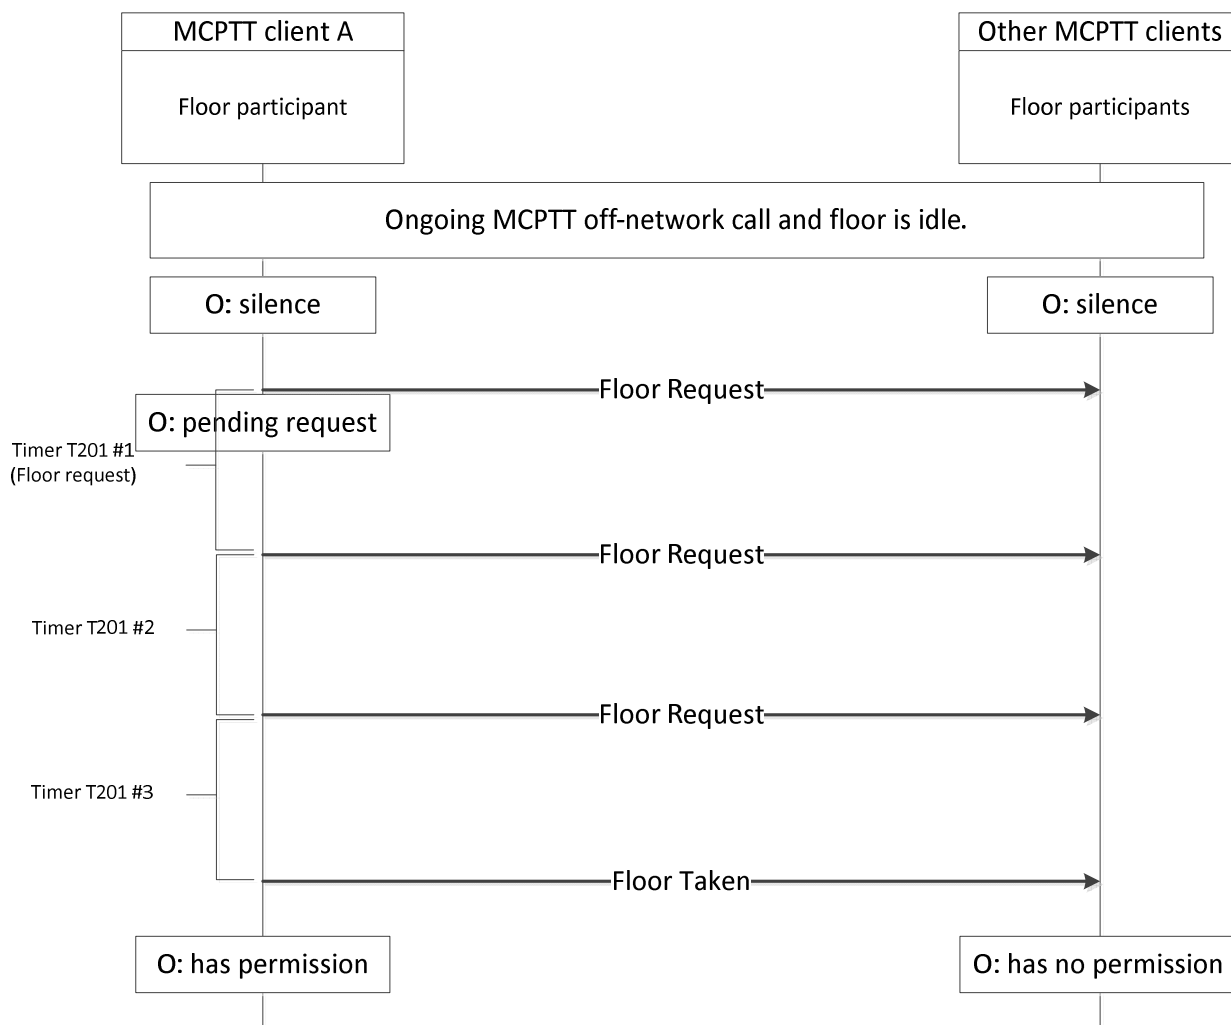 MCPTT client A
Other MCPTT clients
Floor participant
Floor participants
Ongoing MCPTT off-network call and floor is idle.
O: silence
O: silence
Floor Request
O: pending request
Timer T201 #1
(Floor request)
Floor Request
Timer T201 #2
Floor Request
Timer T201 #3
Floor Taken
O: has permission
O: has no permission